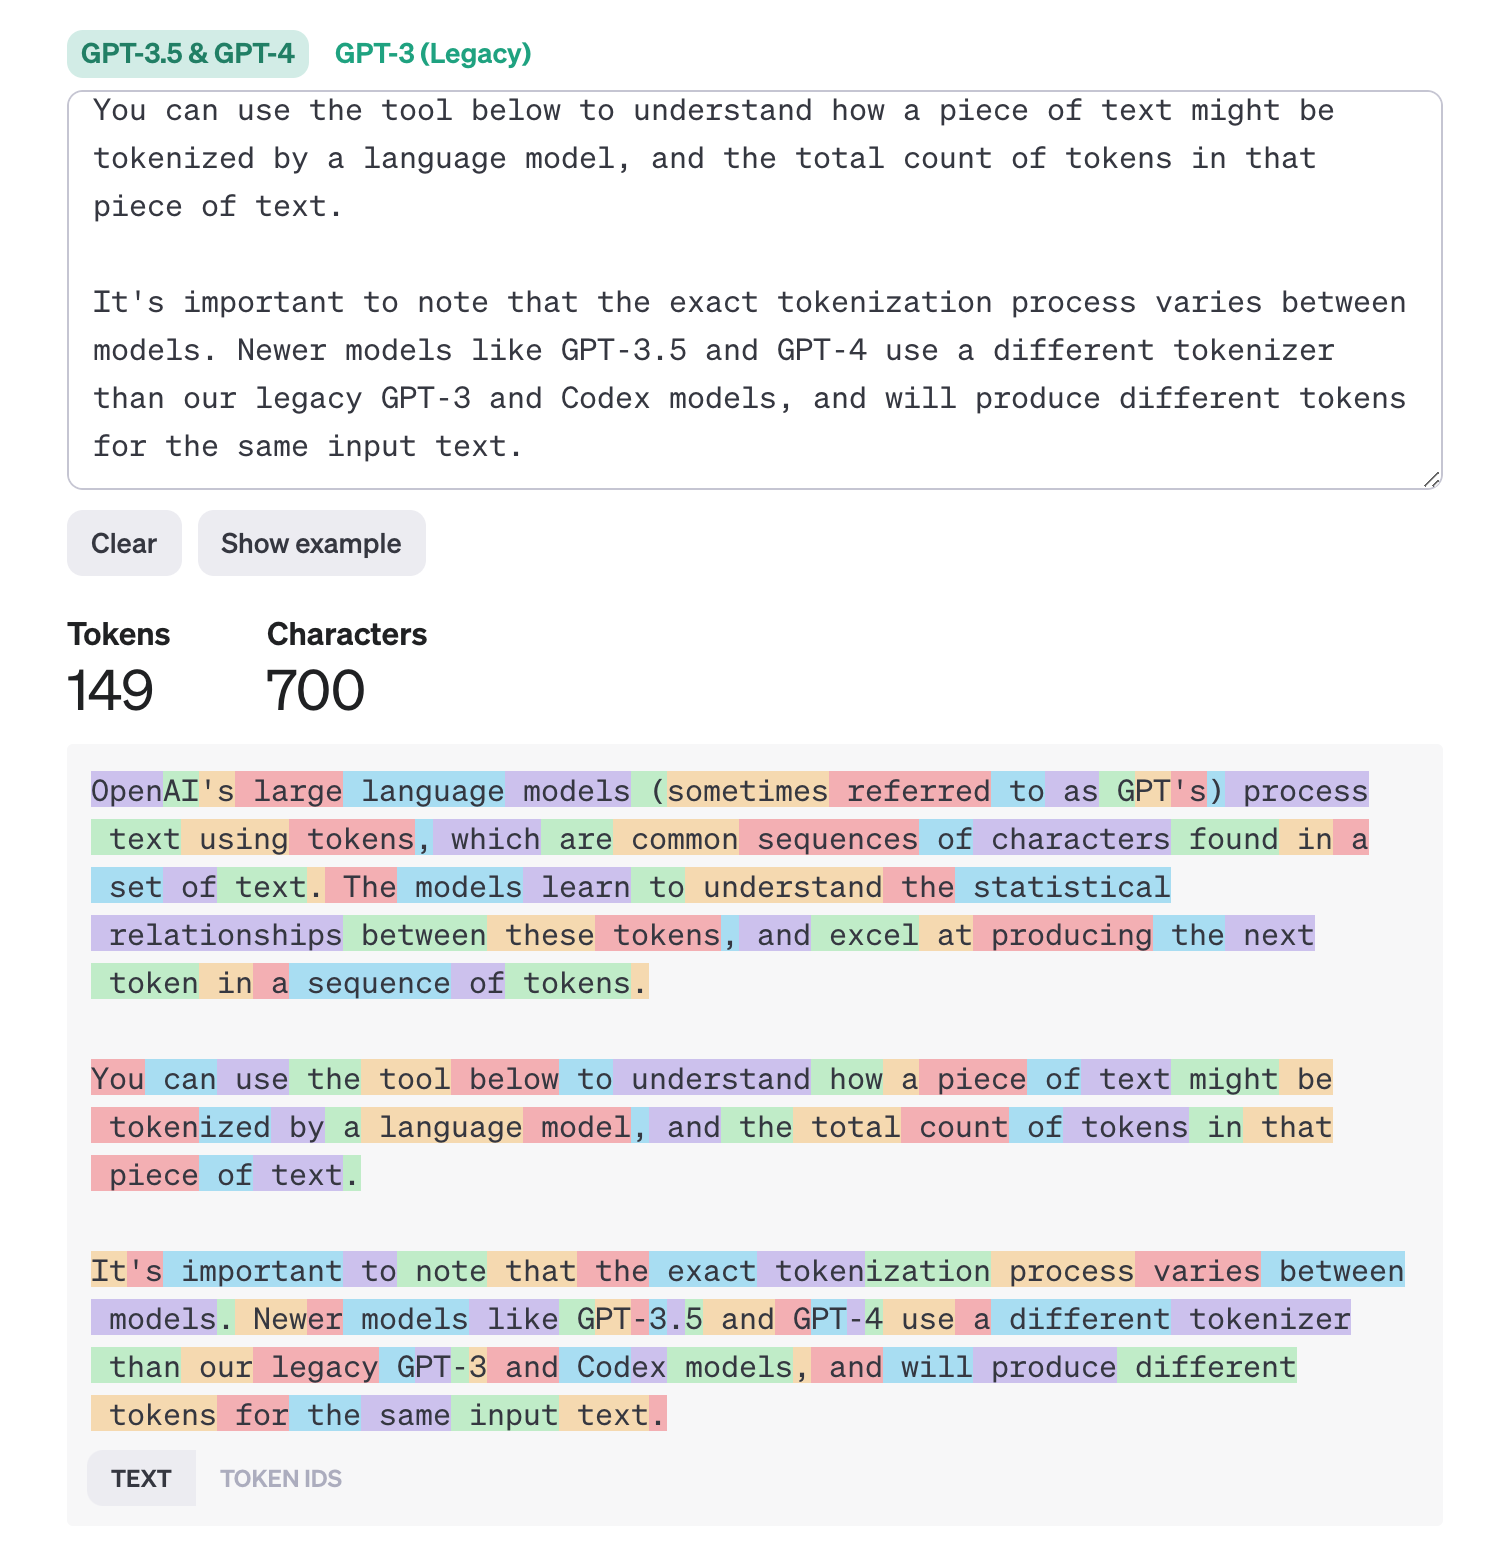 GPT-3.5 & GPT-4 GPT-3 (Legacy)
You can use the tool below to understand how a piece of text might be
tokenized by a language model, and the total count of tokens in that
piece of text.
It's important to note that the exact tokenization process varies between
models. Newer models like GPT-3.5 and GPT-4 use a different tokenizer
than our legacy GPT-3 and Codex models, and will produce different tokens
for the same input text.
Clear Show example
Tokens Characters
149 700
OpenAI's large language models (sometimes referred to as GPT's) process
text using tokens, which are common sequences of characters found in a
set of text. The models learn to understand the statistical
relationships between these tokens, and excel at producing the next
token in a sequence of tokens.
You can use the tool below to understand how a piece of text might be
tokenized by a language model, and the total count of tokens in that
piece of text.
It's important to note that the exact tokenization process varies between
models. Newer models like GPT-3.5 and GPT-4 use a different tokenizer
than our legacy GPT-3 and Codex models, and will produce different
tokens for the same input text.
TEXT TOKEN IDS